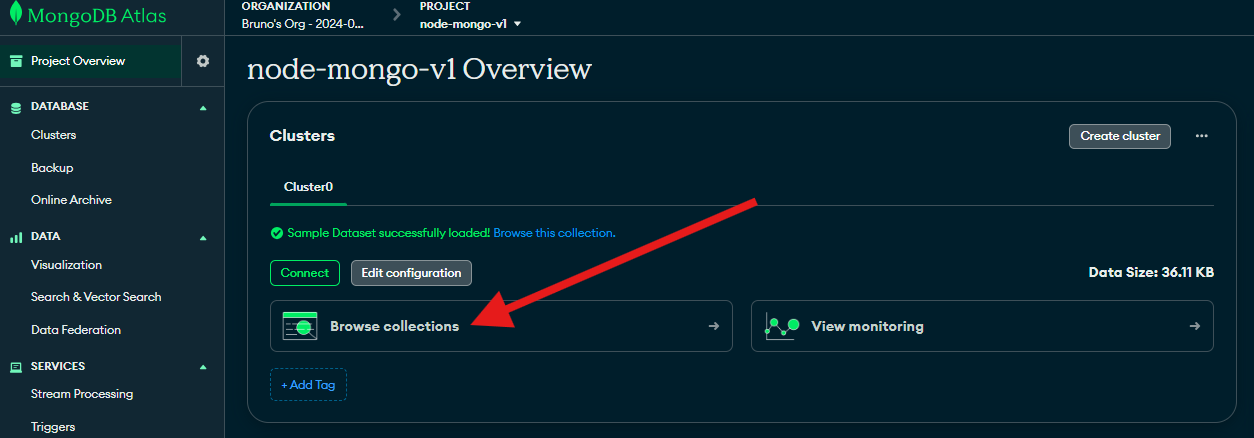 MongoDB Atlas
ORGANIZATION
Bruno's Org - 2024-0...
PROJECT
node-mongo-v1
Project Overview
DATABASE
Clusters
Backup
Online Archive
DATA
Visualization
Search & Vector Search
Data Federation
SERVICES
Stream Processing
Triggers
node-mongo-v1 Overview
Clusters
Create cluster
Cluster0
Sample Dataset successfully loaded! Browse this collection.
Connect
Edit configuration
Data Size: 36.11 KB
Browse collections
View monitoring
+ Add Tag